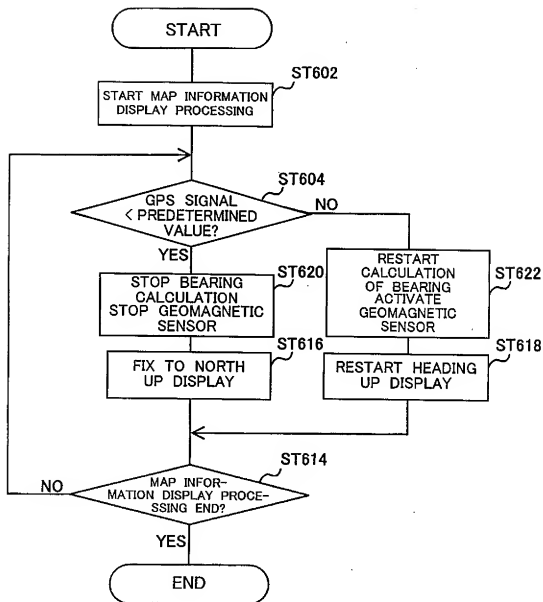 START
ST602
START MAP INFORMATION
DISPLAY PROCESSING
ST604
GPS SIGNAL
< PREDETERMINED
VALUE?
NO
YES
ST620
STOP BEARING
CALCULATION
STOP GEOMAGNETIC
SENSOR
ST622
RESTART
CALCULATION
OF BEARING
ACTIVATE
GEOMAGNETIC
SENSOR
ST616
FIX TO NORTH
UP DISPLAY
ST618
RESTART HEADING
UP DISPLAY
ST614
MAP INFOR-
MATION DISPLAY PROCE-
SSING END?
NO
YES
END